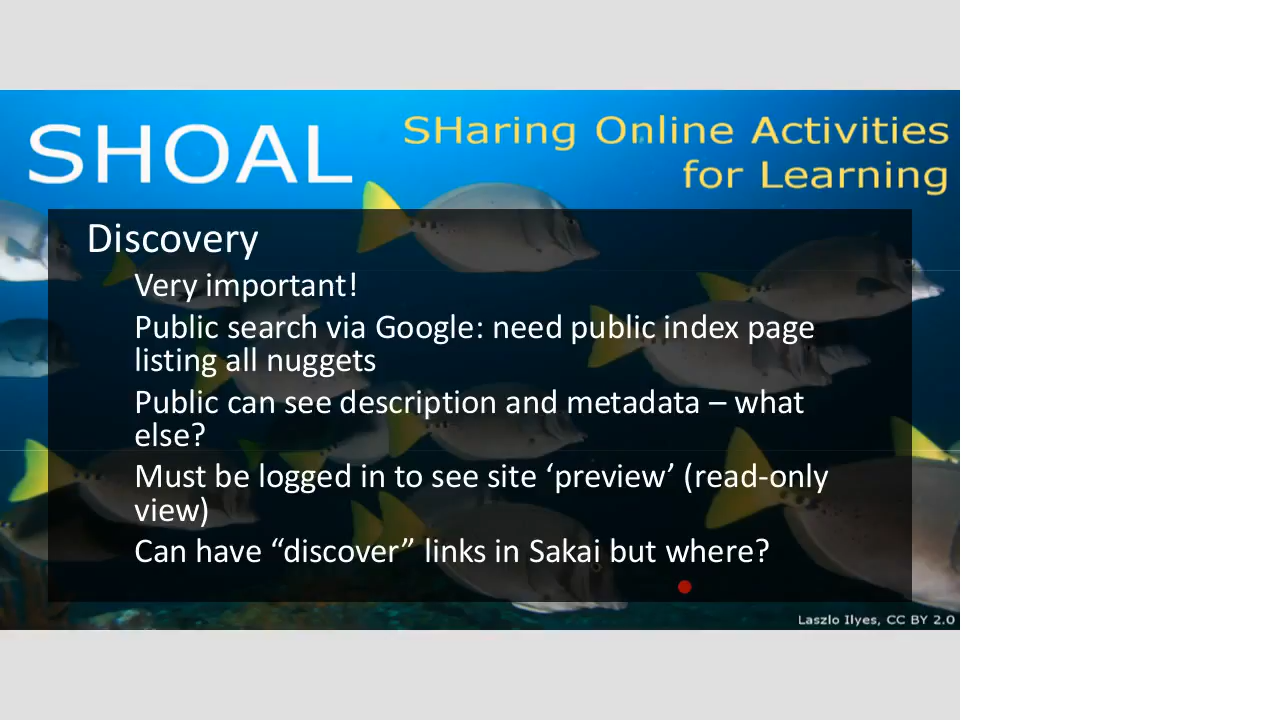 SHOAL
SHaring Online Activities
for Learning
Discovery
Very important!
Public search via Google: need public index page
listing all nuggets
Public can see description and metadata – what
else?
Must be logged in to see site ‘preview’ (read-only
view)
Can have “discover” links in Sakai but where?
Laszlo Ilyes, CC BY 2.0